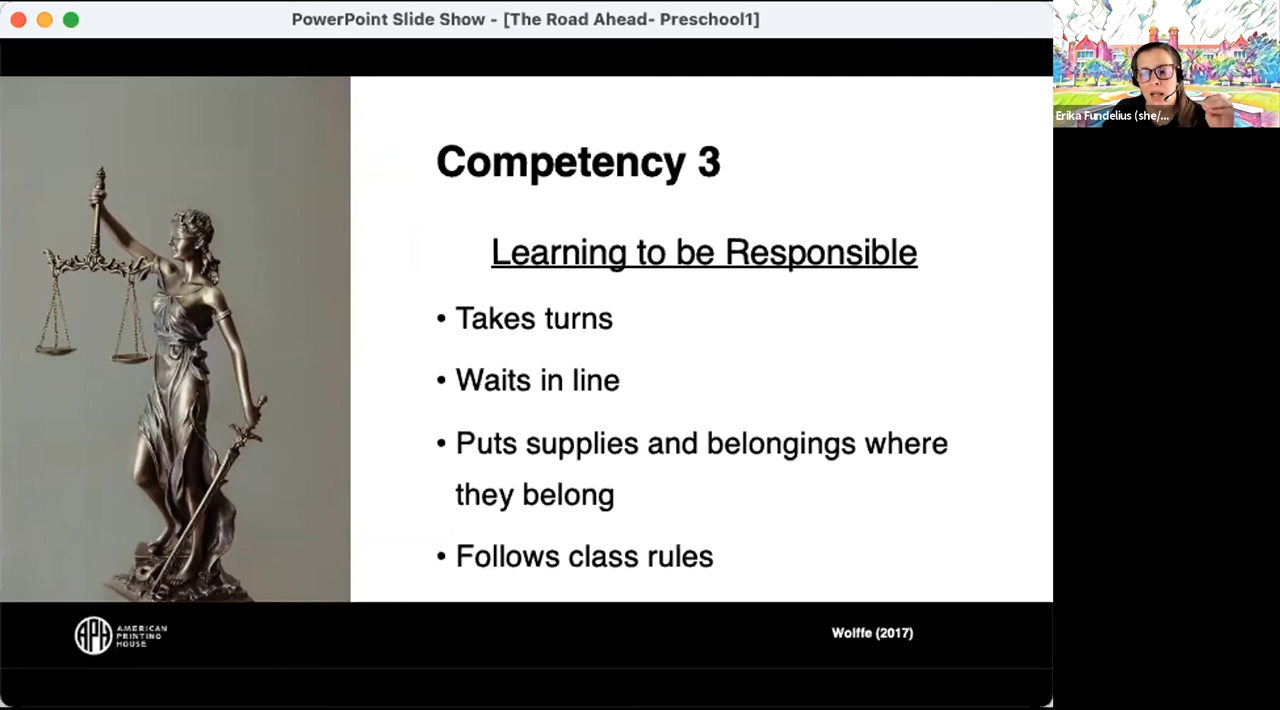 PowerPoint Slide Show - [The Road Ahead- Preschool1]
Erika Fundelius (she/...
Competency 3
Learning to be Responsible
• Takes turns
• Waits in line
• Puts supplies and belongings where
they belong
• Follows class rules
APH
AMERICAN
PRINTING
HOUSE
Wolffe (2017)